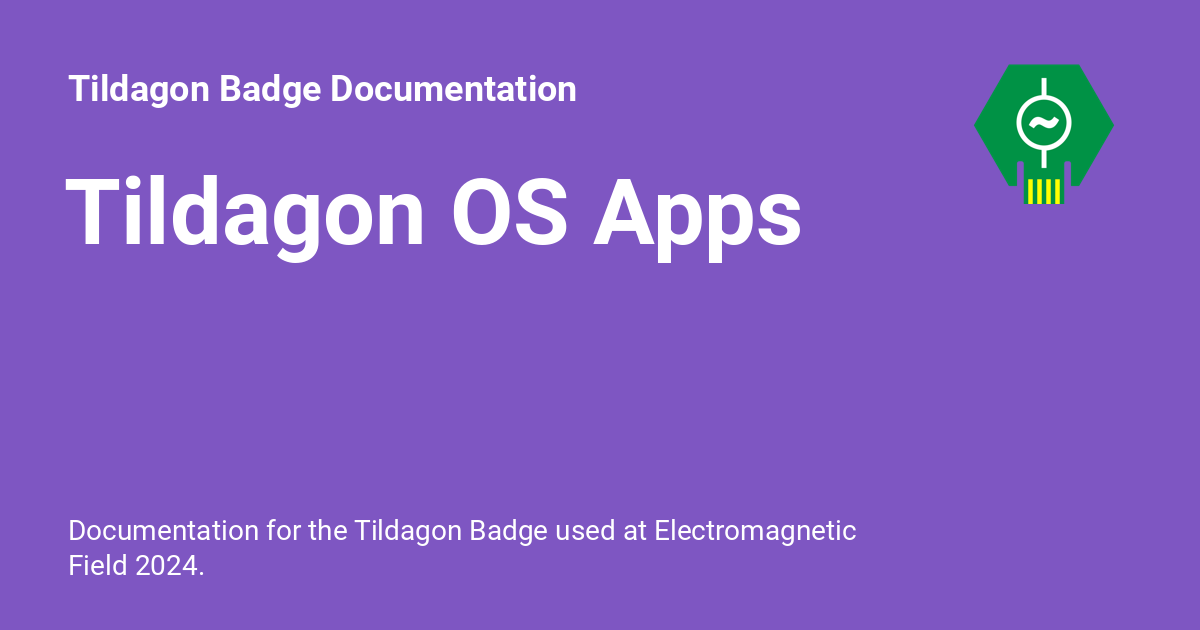 Tildagon Badge Documentation
Tildagon OS Apps
Documentation for the Tildagon Badge used at Electromagnetic
Field 2024.